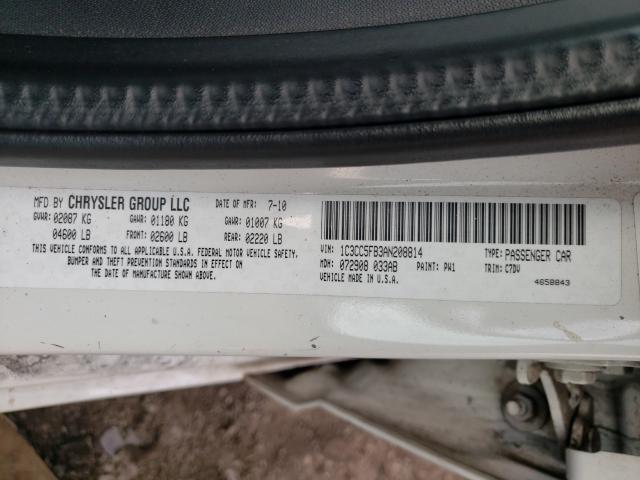 MFD BY CHRYSLER GROUP LLC DATE OF MFR: 7-10
GVWR: 02087 KG GAWR: 01180 KG GAWR: 01007 KG
04600 LB FRONT: 02600 LB REAR: 02220 LB
THIS VEHICLE CONFORMS TO ALL APPLICABLE U.S.A. FEDERAL MOTOR VEHICLE SAFETY,
BUMPER AND THEFT PREVENTION STANDARDS IN EFFECT ON
THE DATE OF MANUFACTURE SHOWN ABOVE.
VIN: 1C3CC5FB3AN208814 TYPE: PASSENGER CAR
MDH: 072508 033AB PAINT: PW1 TRIM: C7DV
VEHICLE MADE IN U.S.A. 4658843